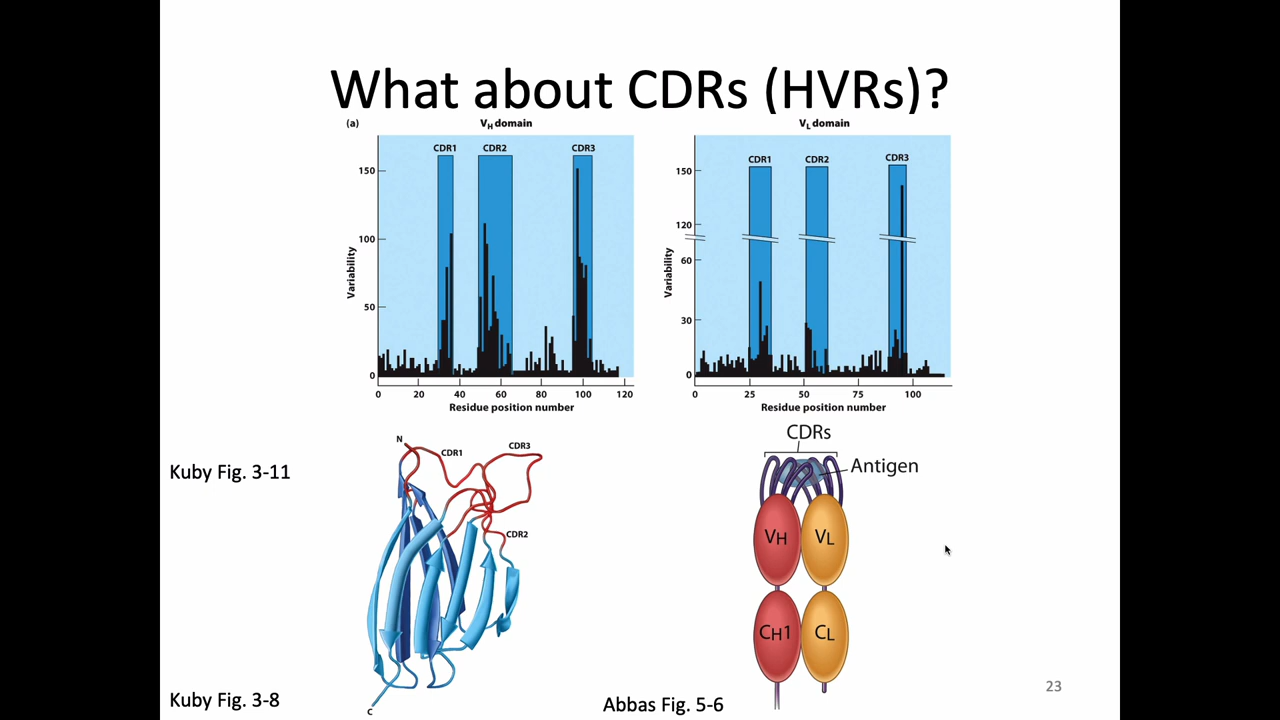 What about CDRs (HVRs)?
(a)
VH domain
CDR1
CDR2
CDR3
150
100
50
0
Variability
0 20 40 60 80 100 120
Residue position number
VL domain
CDR1
CDR2
CDR3
150
120
60
30
0
Variability
0 25 50 75 100
Residue position number
Kuby Fig. 3-11
N
CDR1
CDR3
CDR2
C
Kuby Fig. 3-8
CDRs
Antigen
VH
VL
CH1
CL
Abbas Fig. 5-6
23